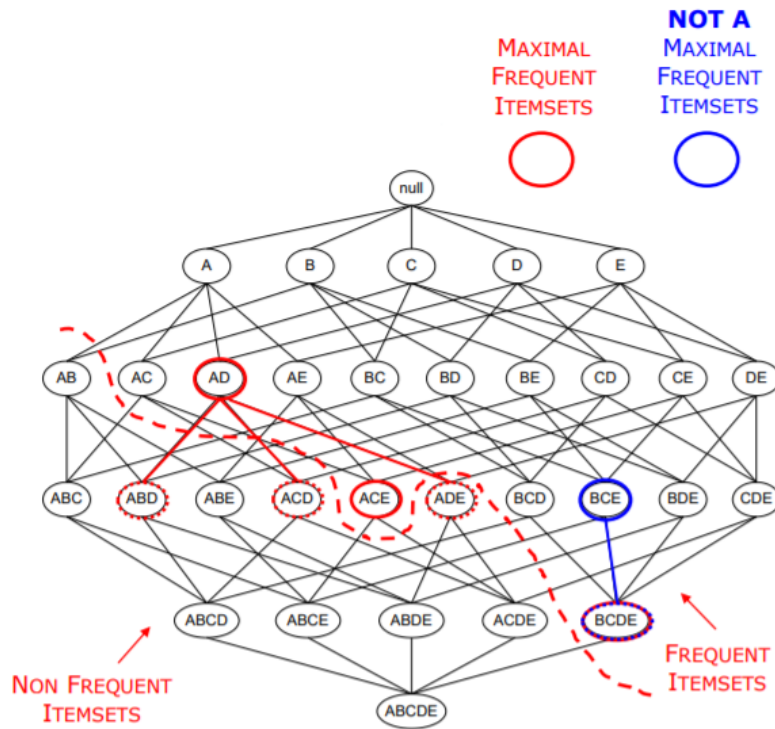 MAXIMAL
FREQUENT
ITEMSETS
NOT A
MAXIMAL
FREQUENT
ITEMSETS
null
A B C D E
AB AC AD AE BC BD BE CD CE DE
ABC ABD ABE ACD ACE ADE BCD BCE BDE CDE
ABCD ABCE ABDE ACDE BCDE
NON FREQUENT
ITEMSETS
FREQUENT
ITEMSETS
ABCDE